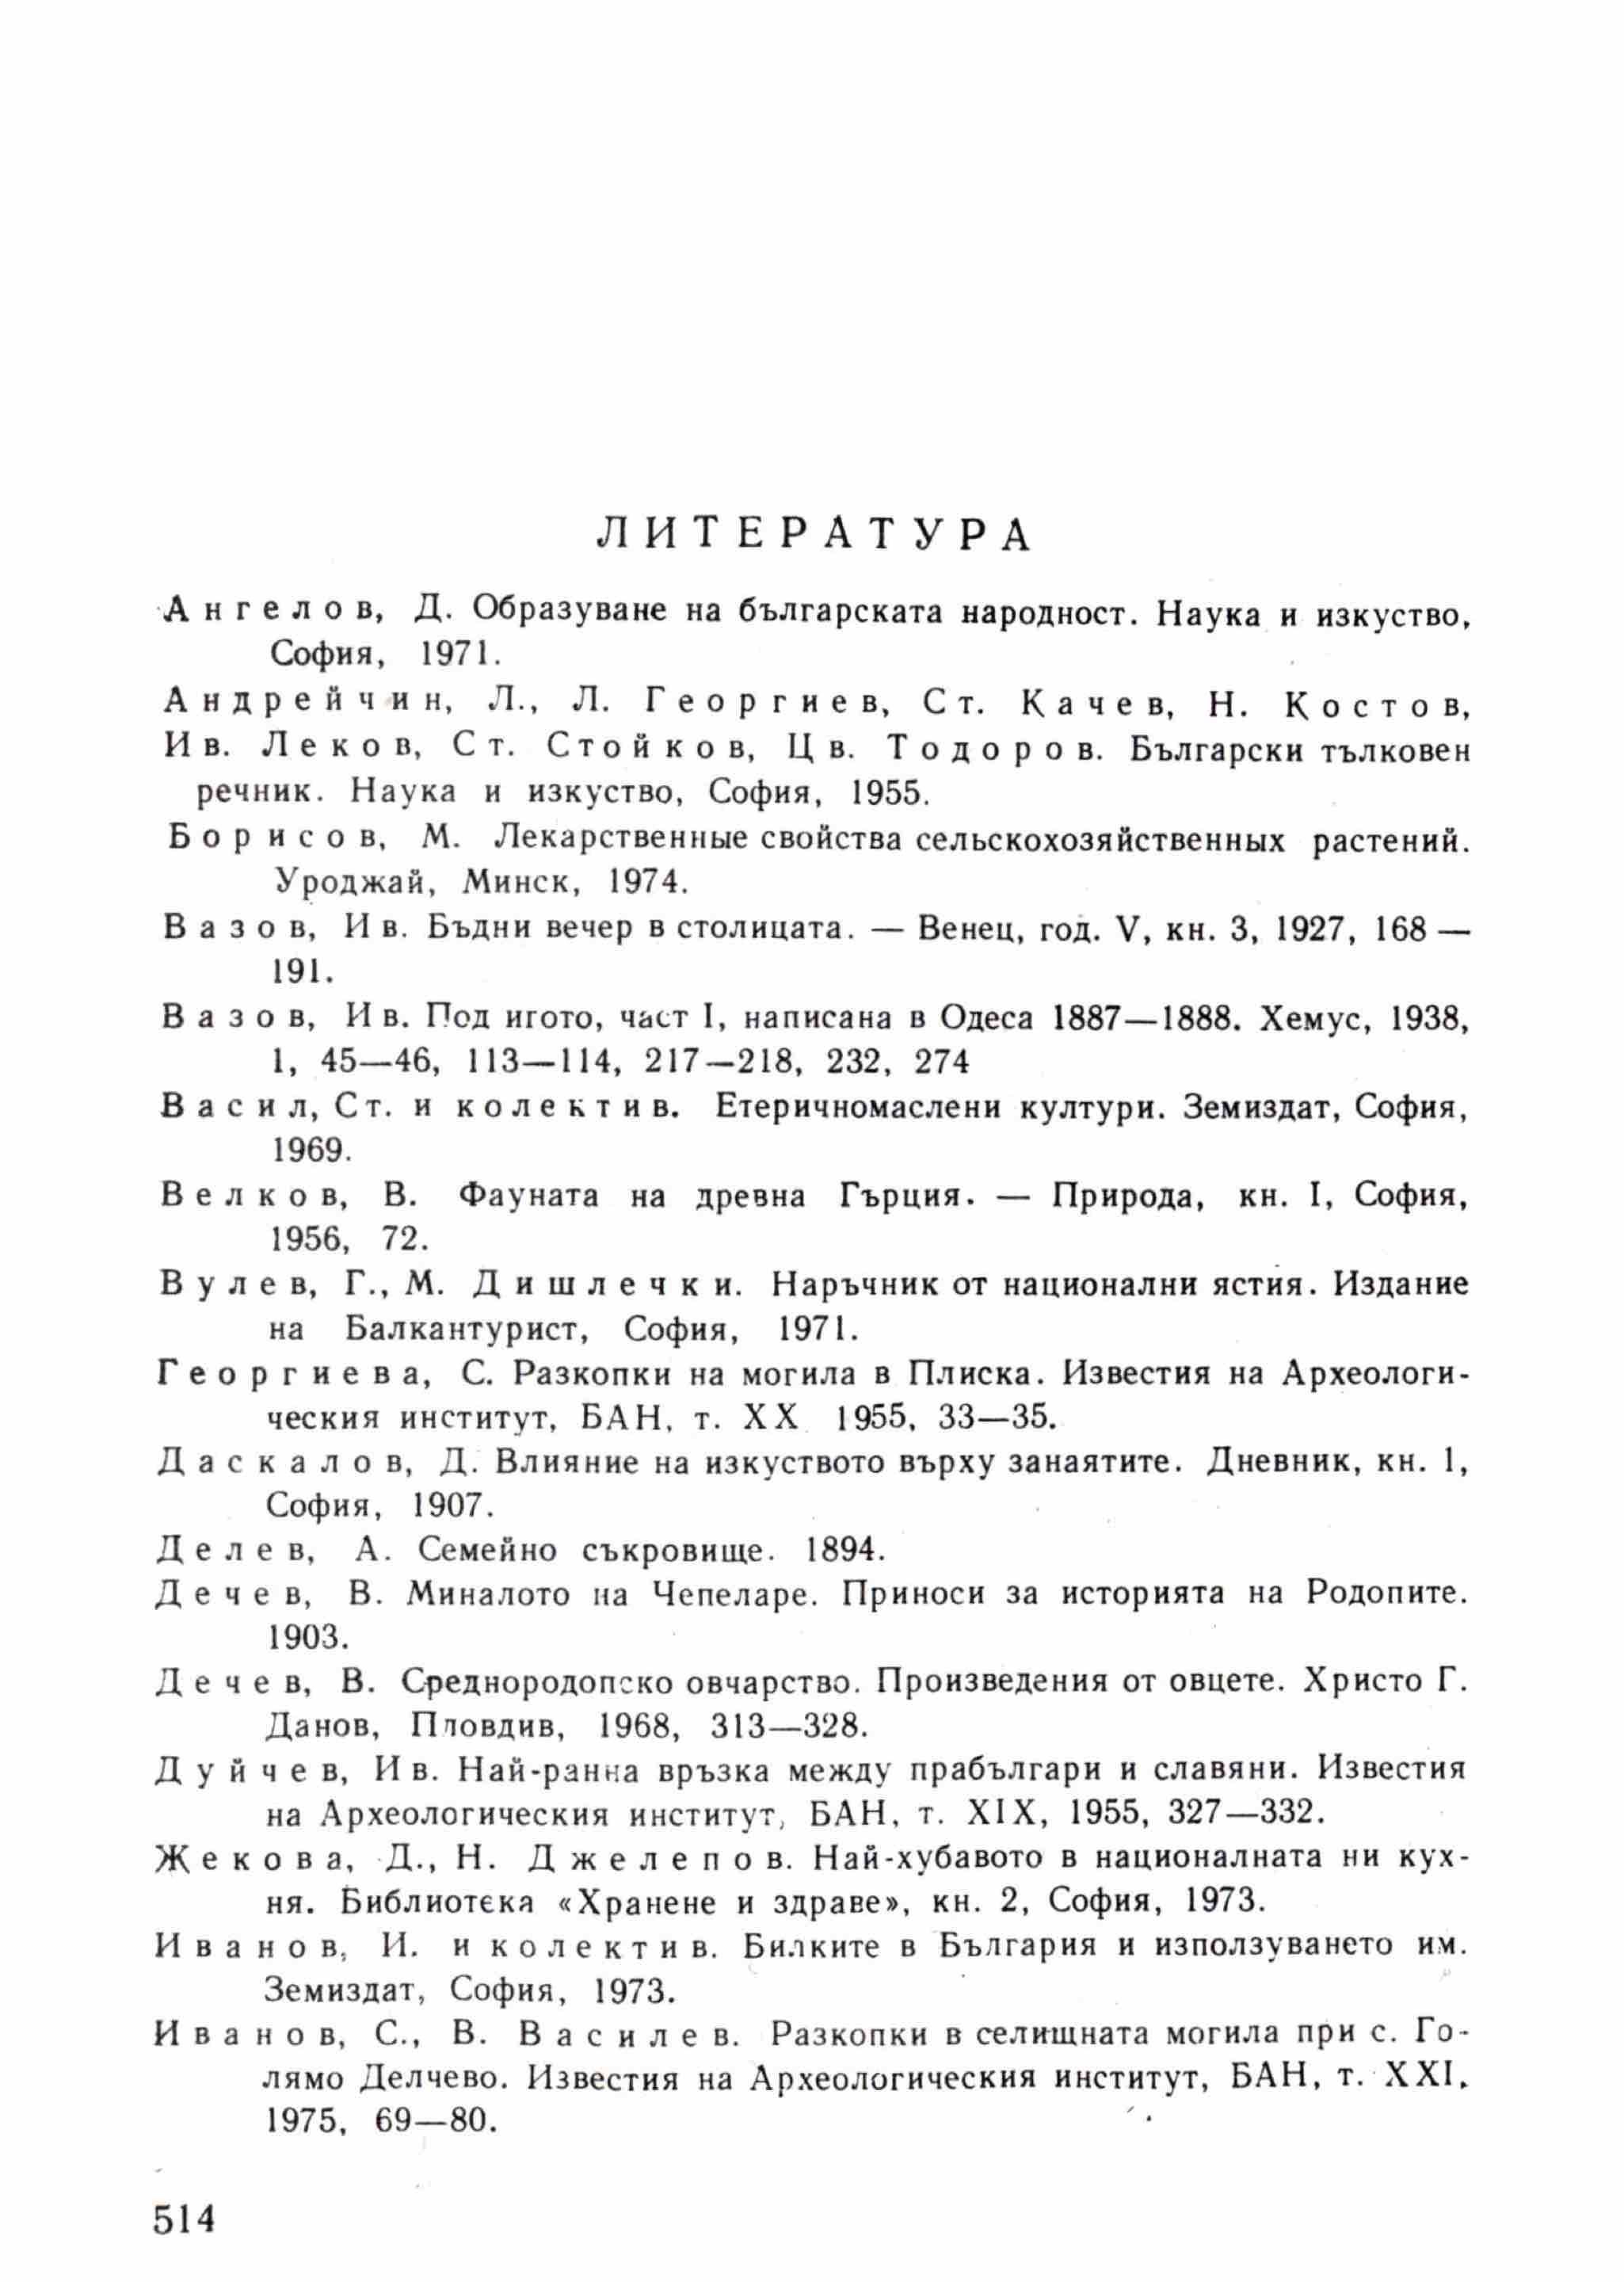 ЛИТЕРАТУРА
Ангелов, Д. Образуване на българската народност. Наука и изкуство,
София, 1971.
Андрейчин, Л., Л. Георгиев, Ст. Качев, Н. Костов,
Ив. Леков, Ст. Стойков, Цв. Тодоров. Български тълковен
речник. Наука и изкуство, София, 1955.
Борисов, М. Лекарственные свойства сельскохозяйственных растений.
Уроджай, Минск, 1974.
Вазов, Ив. Бъдни вечер в столицата. — Венец, год. V, кн. 3, 1927, 168—
191.
Вазов, Ив. Под игото, част I, написана в Одеса 1887—1888. Хемус, 1938,
1, 45—46, 113—114, 217—218, 232, 274
Васил, Ст. и колектив. Етеричномаслени култури. Земиздат, София,
1969.
Велков, В. Фауната на древна Гърция. — Природа, кн. I, София,
1956, 72.
Вулев, Г., М. Дишлечки. Наръчник от национални ястия. Издание
на Балкантурист, София, 1971.
Георгиева, С. Разкопки на могила в Плиска. Известия на Археологи-
ческия институт, БАН, т. XX 1955, 33—35.
Даскалов, Д. Влияние на изкуството върху занаятите. Дневник, кн. 1,
София, 1907.
Делев, А. Семейно съкровище. 1894.
Дечев, В. Миналото на Чепеларе. Приноси за историята на Родопите.
1903.
Дечев, В. Среднородопско овчарство. Произведения от овцете. Христо Г.
Данов, Пловдив, 1968, 313—328.
Дуйчев, Ив. Най-ранна връзка между прабългари и славяни. Известия
на Археологическия институт, БАН, т. XIX, 1955, 327—332.
Жекова, Д., Н. Джелепов. Най-хубавото в националната ни кух-
ня. Библиотека «Хранене и здраве», кн. 2, София, 1973.
Иванов, И. и колектив. Билките в България и използуването им.
Земиздат, София, 1973.
Иванов, С., В. Василев. Разкопки в селищната могила при с. Го-
лямо Делчево. Известия на Археологическия институт, БАН, т. XXI,
1975, 69—80.
514